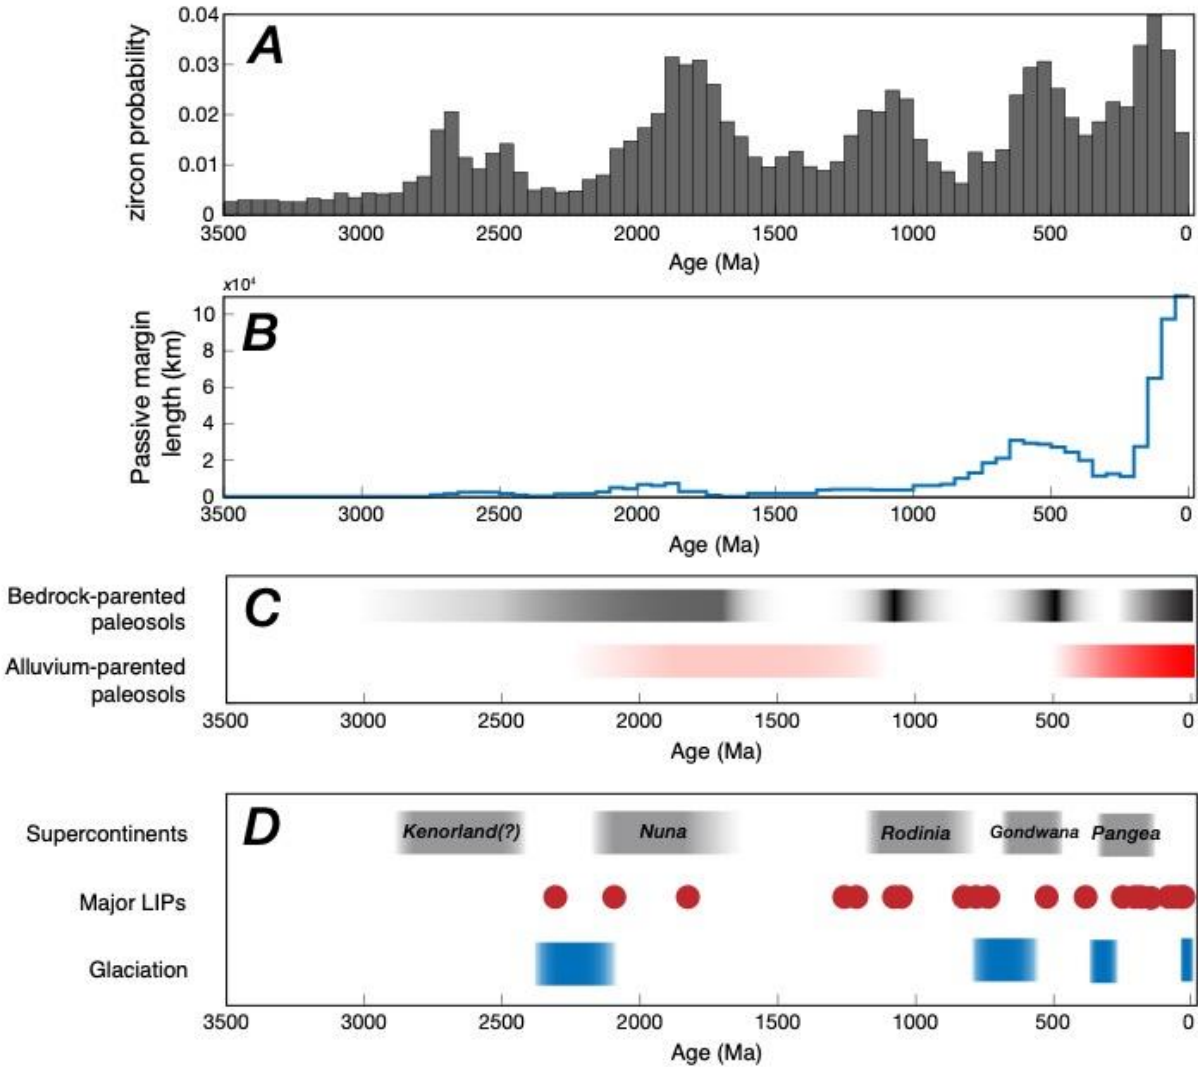 A
zircon probability
0.04
0.03
0.02
0.01
0
3500 3000 2500 2000 1500 1000 500 0
Age (Ma)
x10⁴
B
Passive margin
length (km)
10
8
6
4
2
0
3500 3000 2500 2000 1500 1000 500 0
Age (Ma)
C
Bedrock-parented
paleosols
Alluvium-parented
paleosols
3500 3000 2500 2000 1500 1000 500 0
Age (Ma)
D
Supercontinents
Kenorland(?) Nuna Rodinia Gondwana Pangea
Major LIPs
Glaciation
3500 3000 2500 2000 1500 1000 500 0
Age (Ma)